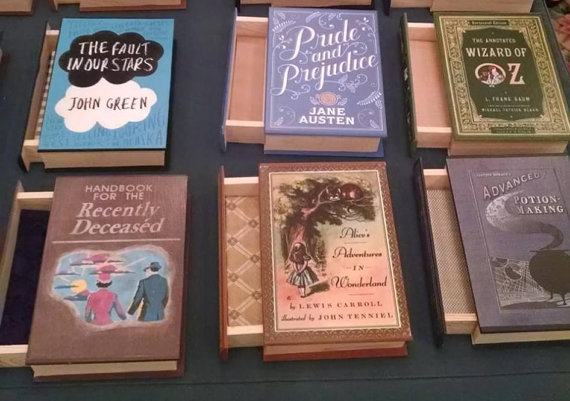 THE FAULT
IN OUR STARS
JOHN GREEN
Pride
and
Prejudice
JANE
AUSTEN
THE ANNOTATED
WIZARD OF
OZ
L. FRANK BAUM
HANDBOOK
FOR THE
Recently
Deceased
Alice's
Adventures
IN
Wonderland
by LEWIS CARROLL
illustrated by JOHN TENNIEL
ADVANCED
POTION-
MAKING